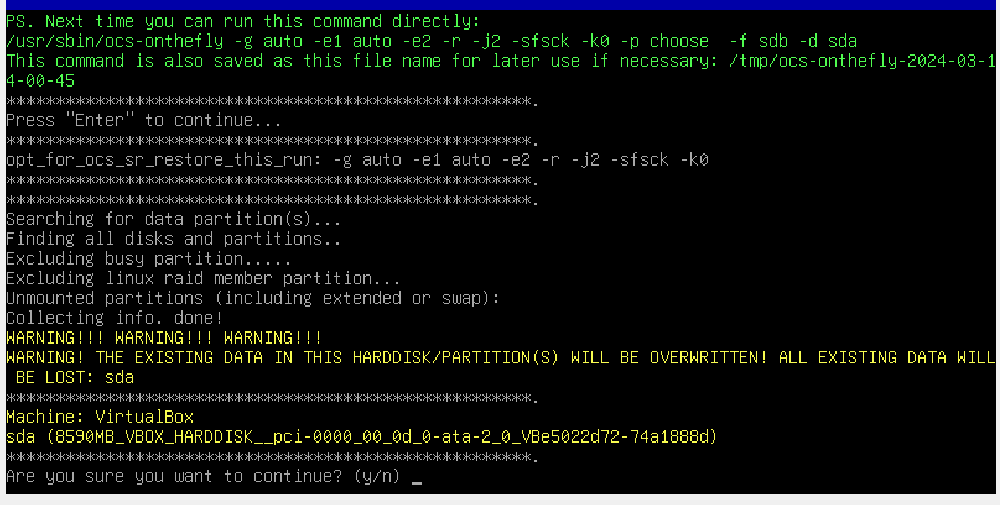 PS. Next time you can run this command directly:
/usr/sbin/ocs-onthefly -g auto -e1 auto -e2 -r -j2 -sfsck -k0 -p choose  -f sdb -d sda
This command is also saved as this file name for later use if necessary: /tmp/ocs-onthefly-2024-03-1
4-00-45
*****************************************************.
Press "Enter" to continue...
*****************************************************.
opt_for_ocs_sr_restore_this_run: -g auto -e1 auto -e2 -r -j2 -sfsck -k0
*****************************************************.
*****************************************************.
Searching for data partition(s)...
Finding all disks and partitions..
Excluding busy partition.....
Excluding linux raid member partition...
Unmounted partitions (including extended or swap):
Collecting info. done!
WARNING!!! WARNING!!! WARNING!!!
WARNING! THE EXISTING DATA IN THIS HARDDISK/PARTITION(S) WILL BE OVERWRITTEN! ALL EXISTING DATA WILL
 BE LOST: sda
*****************************************************.
Machine: VirtualBox
sda (8590MB_VBOX_HARDDISK__pci-0000_00_0d_0-ata-2_0_VBe5022d72-74a1888d)
*****************************************************.
Are you sure you want to continue? (y/n) _